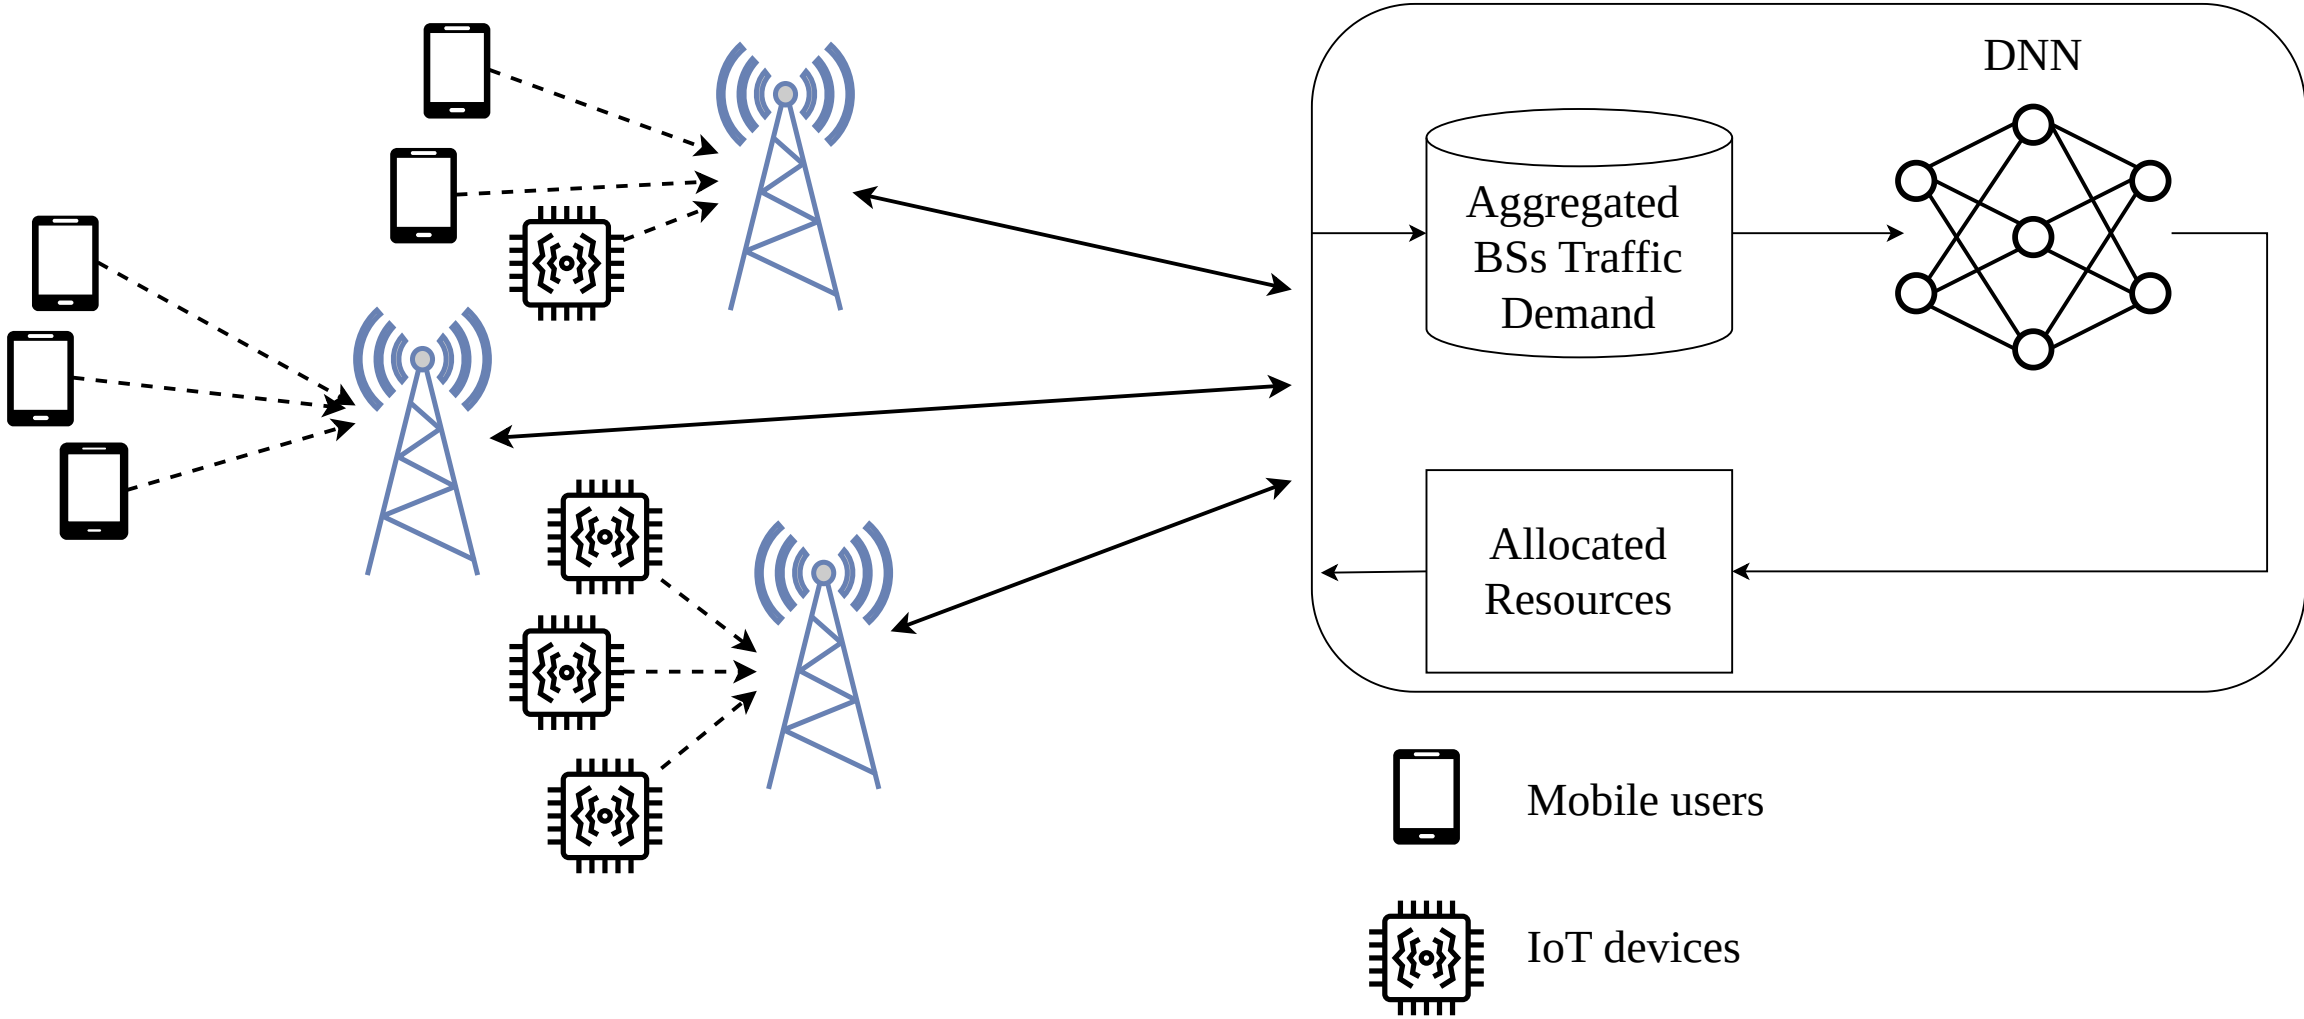 DNN
Aggregated
BSs Traffic
Demand
Allocated
Resources
Mobile users
IoT devices